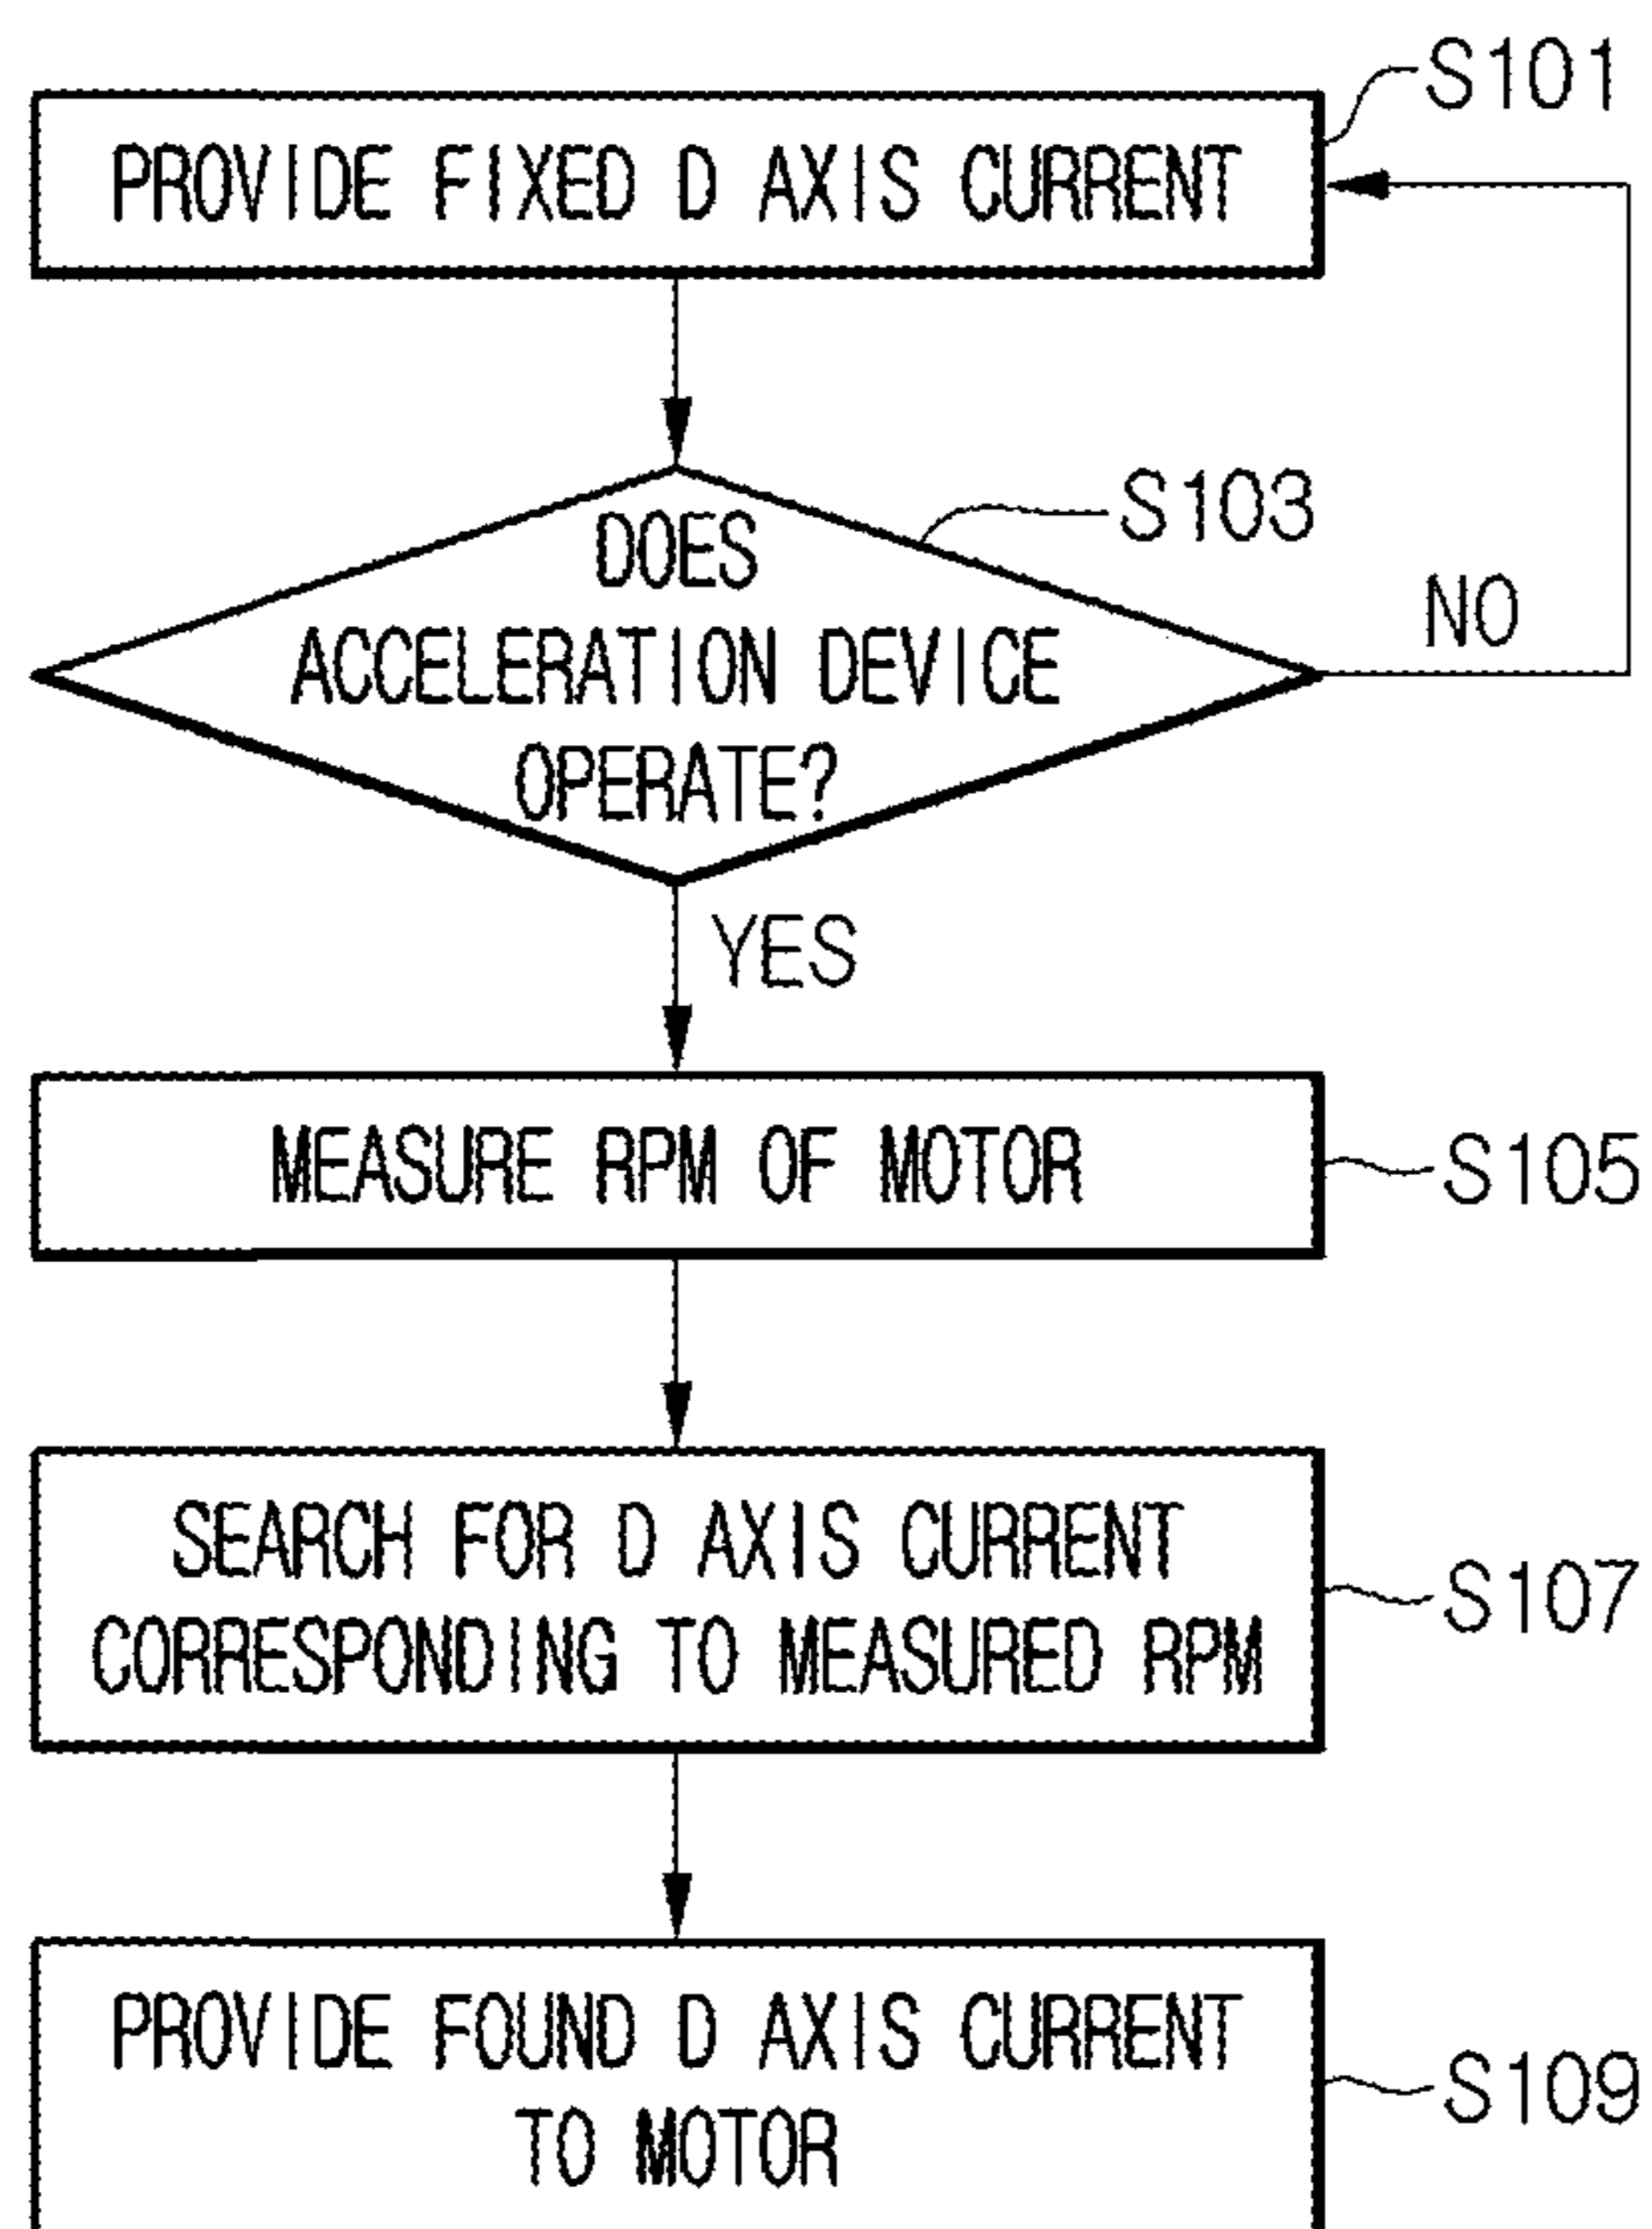 S101
PROVIDE FIXED D AXIS CURRENT
S103
DOES
ACCELERATION DEVICE
OPERATE?
NO
YES
MEASURE RPM OF MOTOR
S105
SEARCH FOR D AXIS CURRENT
CORRESPONDING TO MEASURED RPM
S107
PROVIDE FOUND D AXIS CURRENT
TO MOTOR
S109